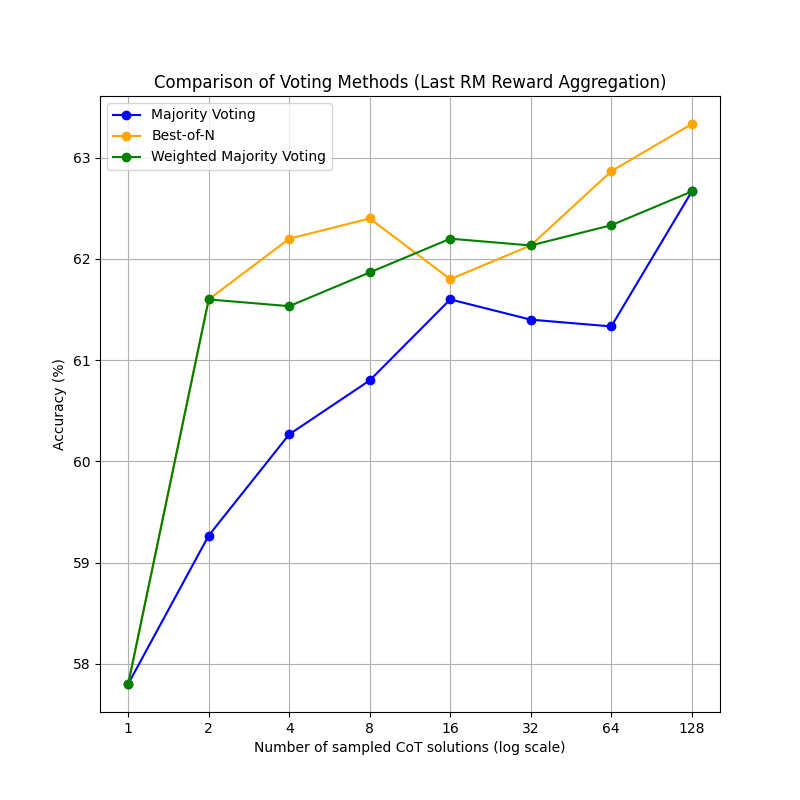 Comparison of Voting Methods (Last RM Reward Aggregation)
Majority Voting
Best-of-N
Weighted Majority Voting
63
62
61
60
59
58
Accuracy (%)
1 2 4 8 16 32 64 128
Number of sampled CoT solutions (log scale)